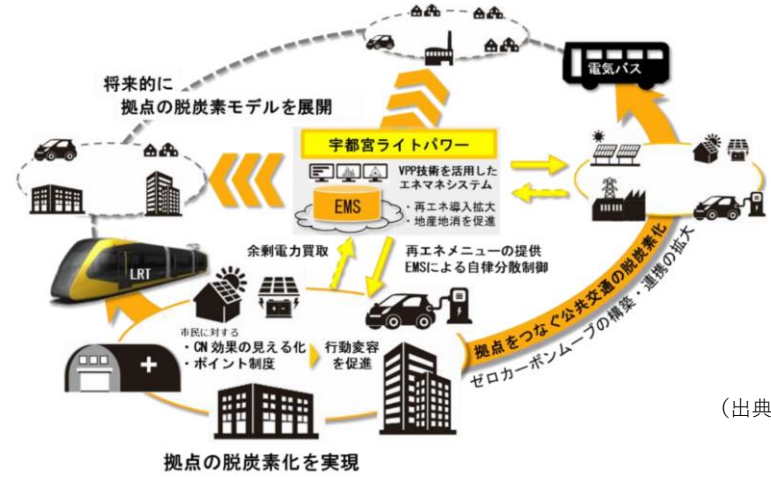 電気バス
将来的に
拠点の脱炭素モデルを展開
宇都宮ライトパワー
VPP技術を活用した
エネマネシステム
EMS
・再エネ導入拡大
・地産地消を促進
余剰電力買取
再エネメニューの提供
EMSによる自律分散制御
LRT
市民に対する
・CN効果の見える化
・ポイント制度
行動変容
を促進
拠点をつなぐ公共交通の脱炭素化
ゼロカーボンムーブの構築・連携の拡大
(出典
拠点の脱炭素化を実現